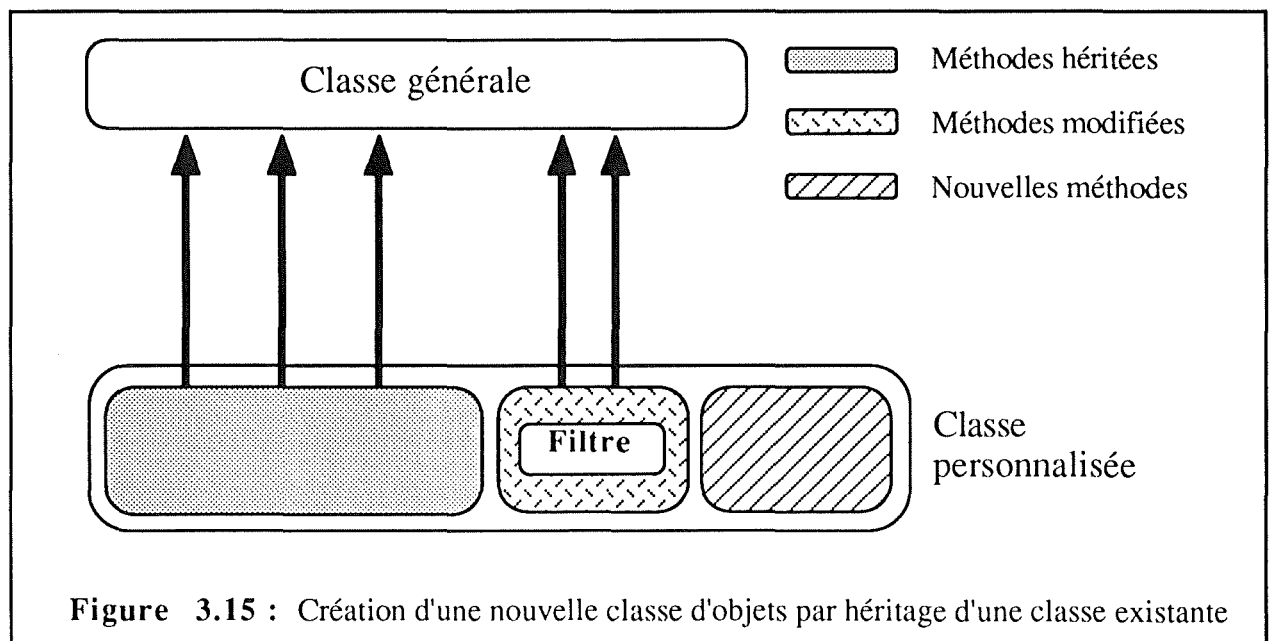 Classe générale
Méthodes héritées
Méthodes modifiées
Nouvelles méthodes
Filtre
Classe
personnalisée
Figure 3.15 : Création d'une nouvelle classe d'objets par héritage d'une classe existante